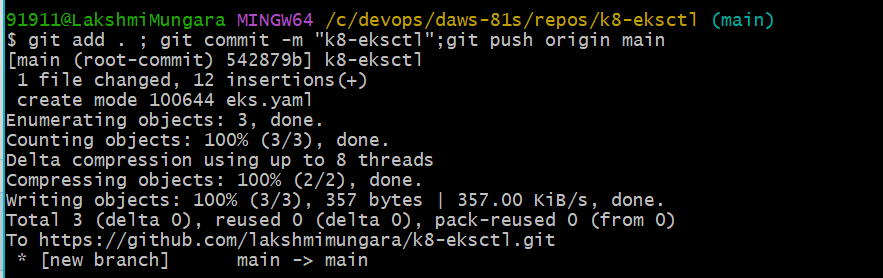 91911@LakshmiMungara MINGW64 /c/devops/daws-81s/repos/k8-eksctl (main)
$ git add . ; git commit -m "k8-eksctl";git push origin main
[main (root-commit) 542879b] k8-eksctl
 1 file changed, 12 insertions(+)
 create mode 100644 eks.yaml
Enumerating objects: 3, done.
Counting objects: 100% (3/3), done.
Delta compression using up to 8 threads
Compressing objects: 100% (2/2), done.
Writing objects: 100% (3/3), 357 bytes | 357.00 KiB/s, done.
Total 3 (delta 0), reused 0 (delta 0), pack-reused 0 (from 0)
To https://github.com/lakshmimungara/k8-eksctl.git
 * [new branch]      main -> main